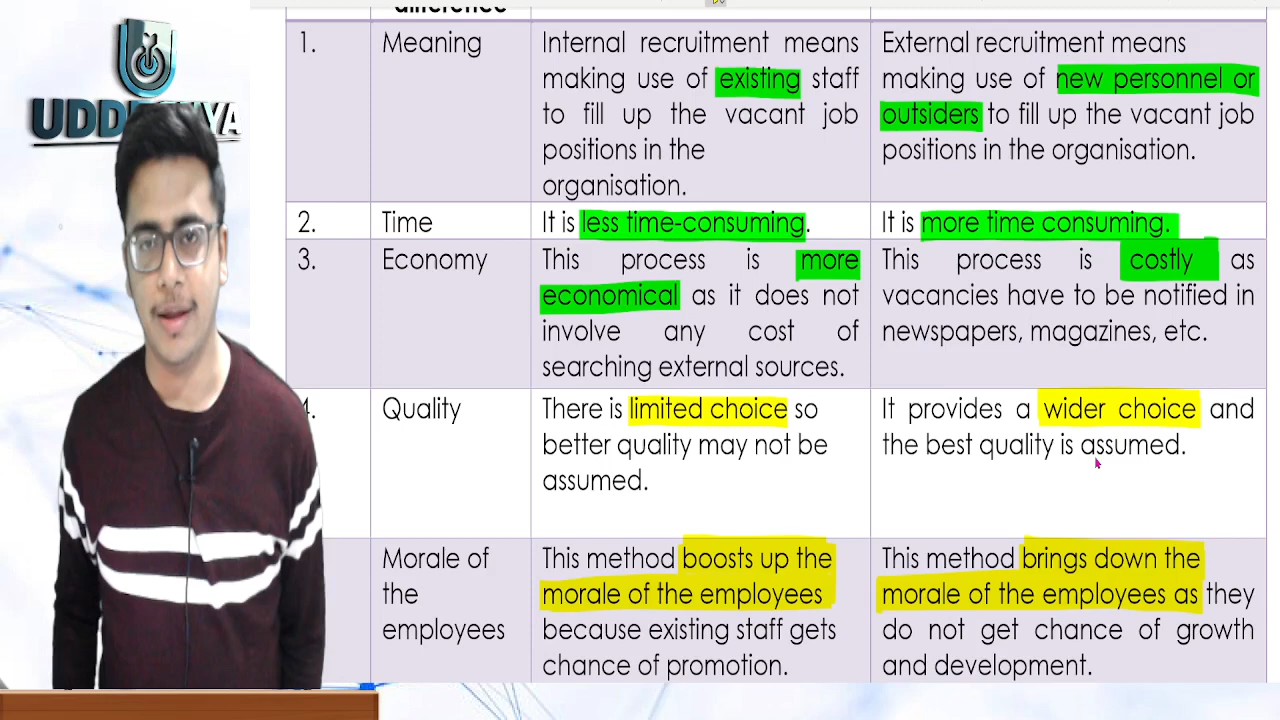 difference
UDD
YA
1.
Meaning
Internal recruitment means
making use of existing staff
to fill up the vacant job
positions in the
organisation.
External recruitment means
making use of new personnel or
outsiders to fill up the vacant job
positions in the organisation.
2.
Time
It is less time-consuming.
It is more time consuming.
3.
Economy
This process is more
economical as it does not
involve any cost of
searching external sources.
This process is costly as
vacancies have to be notified in
newspapers, magazines, etc.
4.
Quality
There is limited choice so
better quality may not be
assumed.
It provides a wider choice and
the best quality is assumed.
Morale of
the
employees
This method boosts up the
morale of the employees
because existing staff gets
chance of promotion.
This method brings down the
morale of the employees as they
do not get chance of growth
and development.